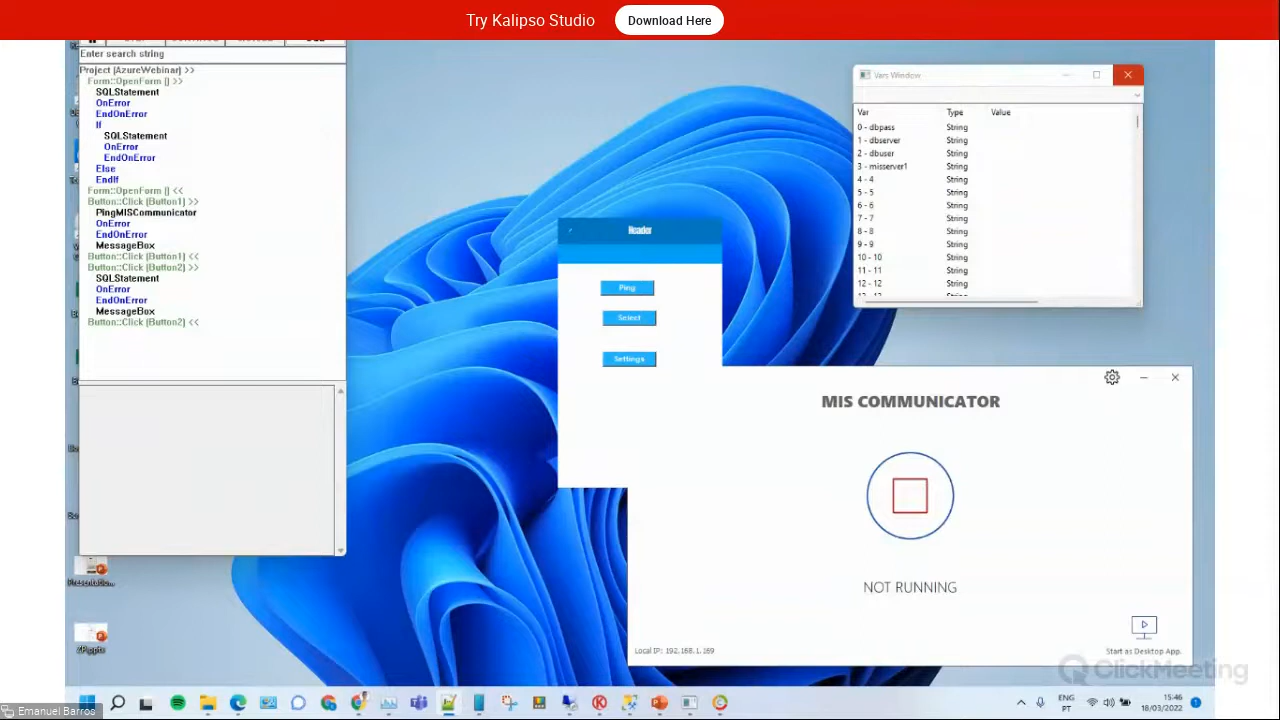 Try Kalipso Studio
Download Here
Enter search string
Project (AzureWebinar) >>
Form::OpenForm () >>
SQLStatement
OnError
EndOnError
If
SQLStatement
OnError
EndOnError
Else
EndIf
Form::OpenForm () <<
Button::Click (Button1) >>
PingMISCommunicator
OnError
EndOnError
MessageBox
Button::Click (Button1) <<
Button::Click (Button2) >>
SQLStatement
OnError
EndOnError
MessageBox
Button::Click (Button2) <<
Presentation...
ZP.pptx
Header
Ping
Select
Settings
Vars Window
Var Type Value
0 - dbpass String
1 - dbserver String
2 - dbuser String
3 - misserver1 String
4 - 4 String
5 - 5 String
6 - 6 String
7 - 7 String
8 - 8 String
9 - 9 String
10 - 10 String
11 - 11 String
12 - 12 String
MIS COMMUNICATOR
NOT RUNNING
Local IP: 192.168.1.169
Start as Desktop App.
ClickMeeting
Emanuel Barros
ENG
PT
15:46
18/03/2022